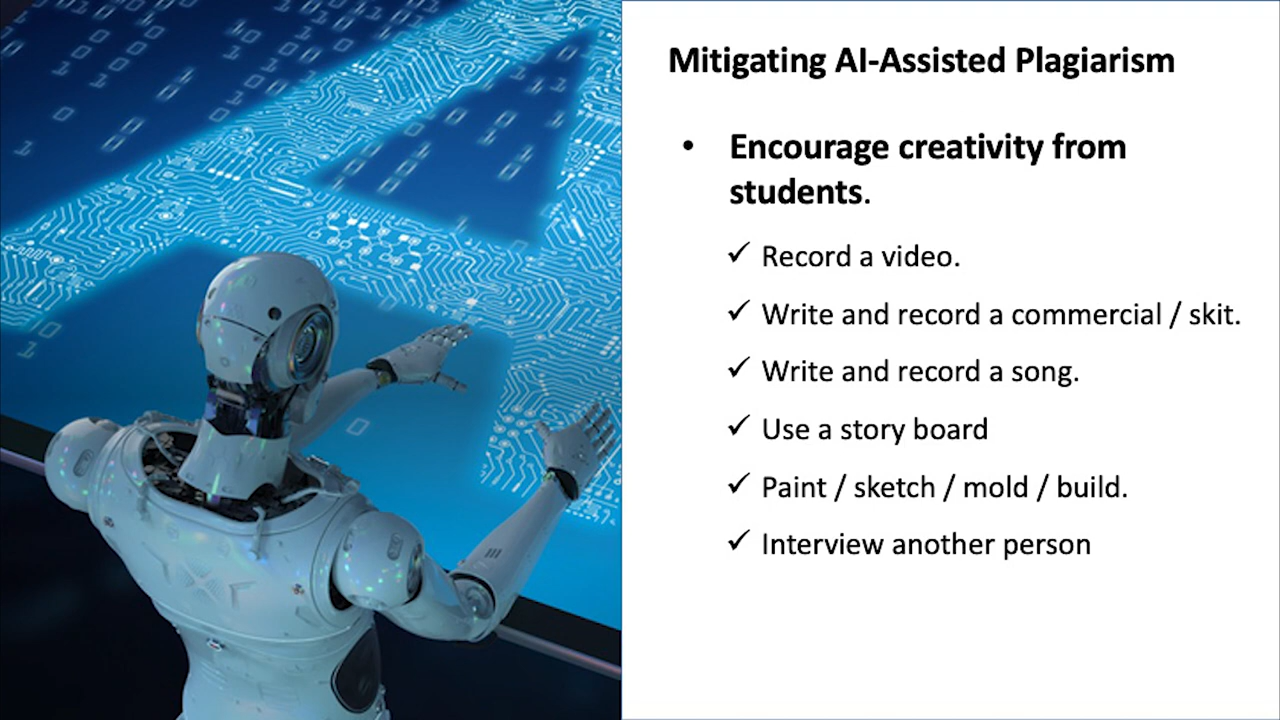 Mitigating AI-Assisted Plagiarism
• Encourage creativity from
students.
✓ Record a video.
✓ Write and record a commercial / skit.
✓ Write and record a song.
✓ Use a story board
✓ Paint / sketch / mold / build.
✓ Interview another person